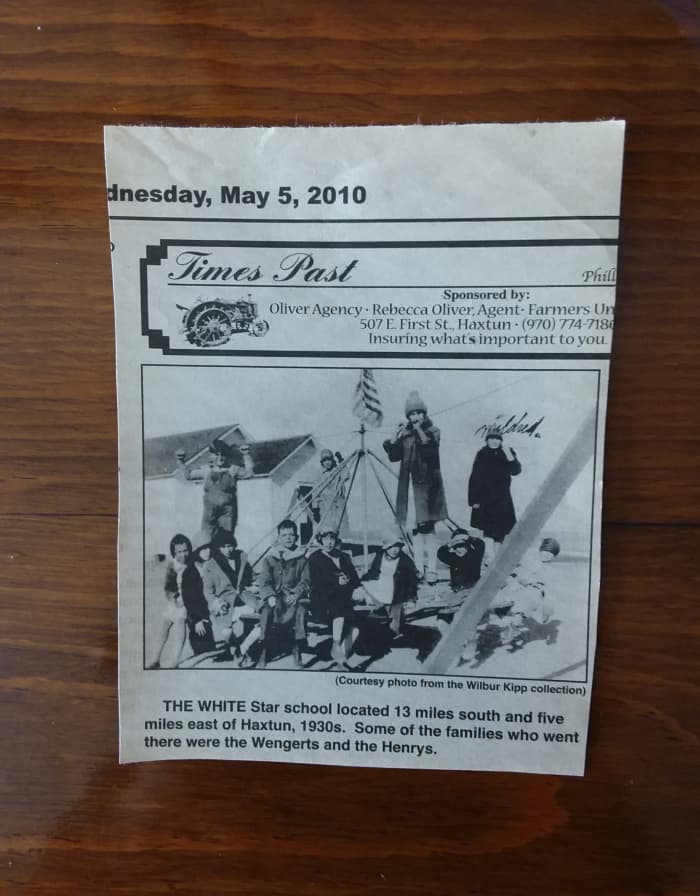 dnesday, May 5, 2010
Times Past
Phill
Sponsored by:
Oliver Agency · Rebecca Oliver, Agent · Farmers Un
507 E. First St., Haxtun · (970) 774-718
Insuring what's important to you.
mildred.
(Courtesy photo from the Wilbur Kipp collection)
THE WHITE Star school located 13 miles south and five
miles east of Haxtun, 1930s. Some of the families who went
there were the Wengerts and the Henrys.